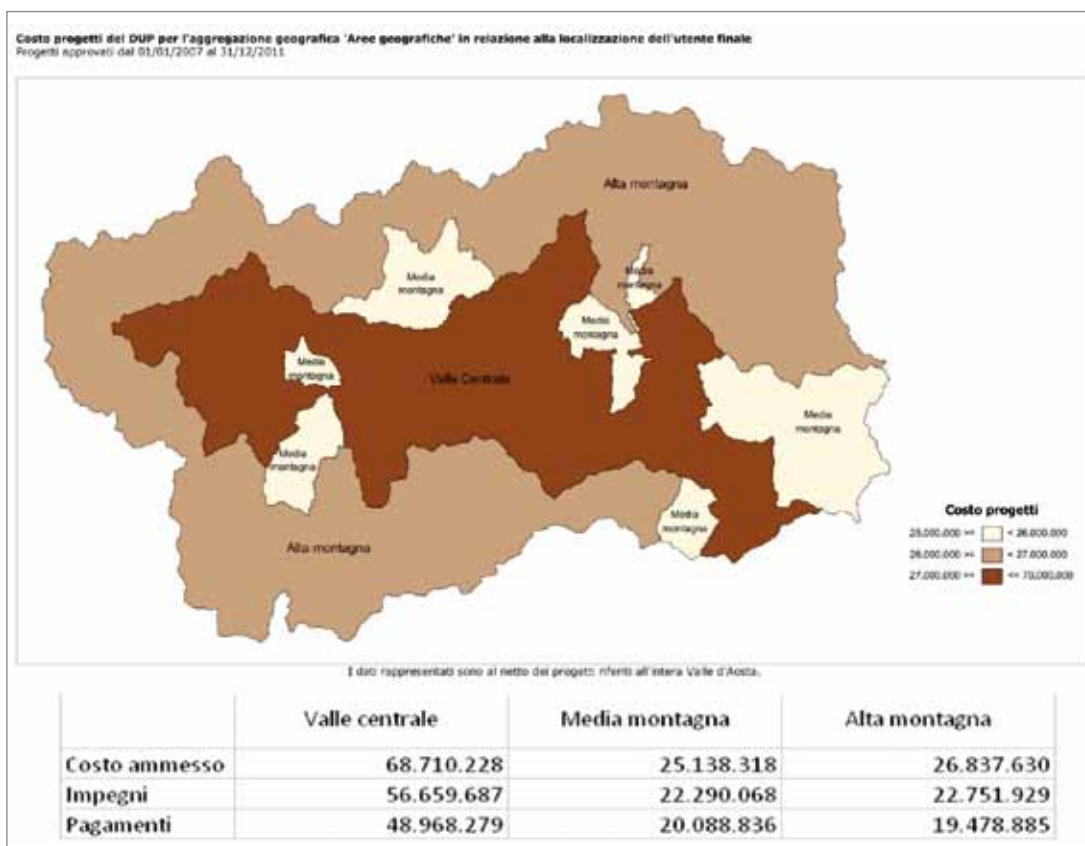 Costo progetti del DUP per l'aggregazione geografica 'Aree geografiche' in relazione alla localizzazione dell'utente finale
Progetti approvati dal 01/01/2007 al 31/12/2011
Alta montagna
Media
montagna
Media
montagna
Media
montagna
Media
montagna
Valle Centrale
Media
montagna
Media
montagna
Media
montagna
Alta montagna
Costo progetti
25.000.000 >= < 26.000.000
26.000.000 >= < 27.000.000
27.000.000 >= <= 70.000.000
I dati rappresentati sono al netto dei progetti riferiti all'intera Valle d'Aosta.
Valle centrale Media montagna Alta montagna
Costo ammesso 68.710.228 25.138.318 26.837.630
Impegni 56.659.687 22.290.068 22.751.929
Pagamenti 48.968.279 20.088.836 19.478.885